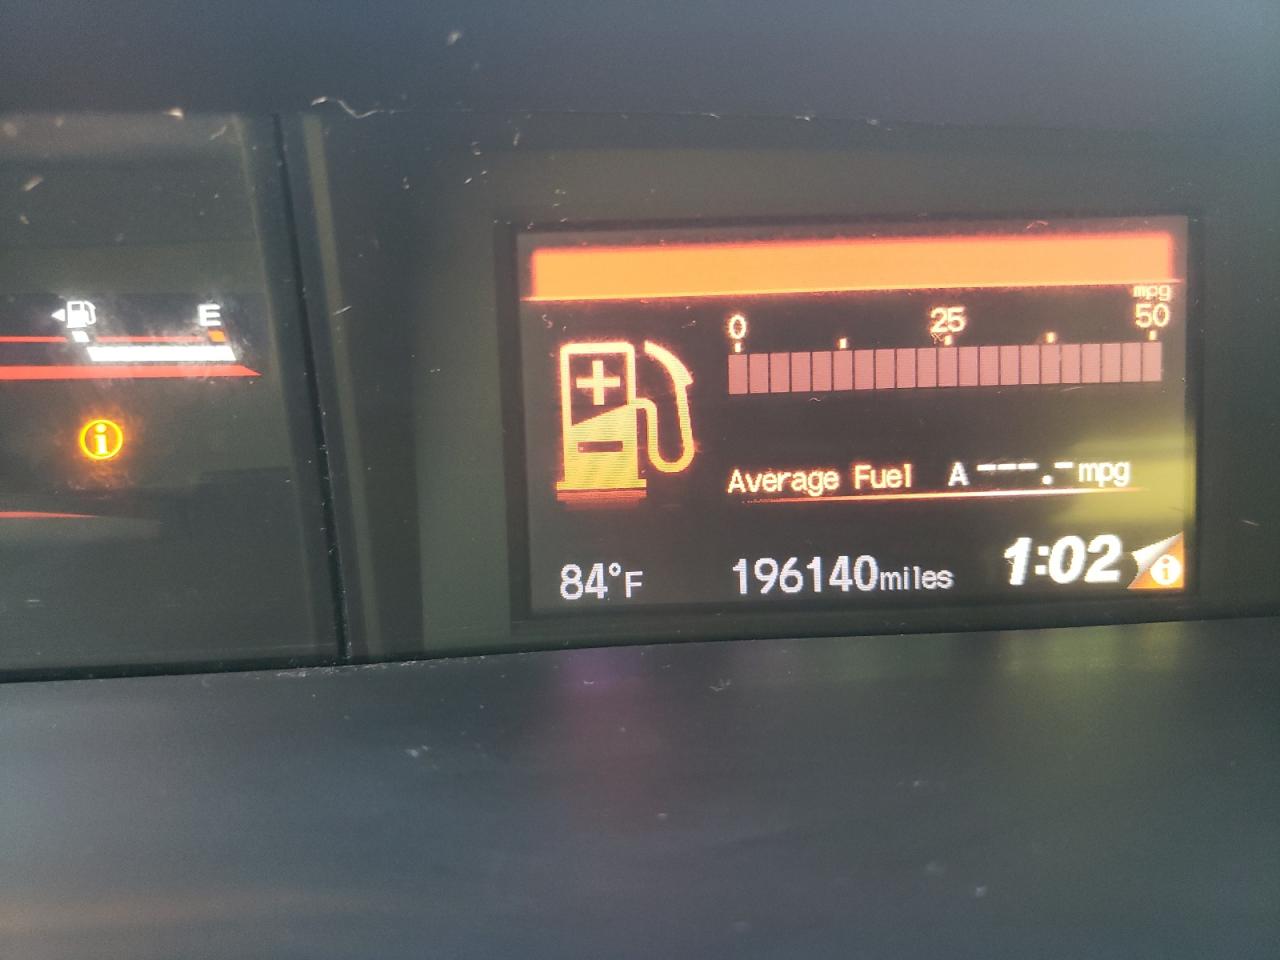 E
mpg
0 25 50
Average Fuel A ---.- mpg
84°F 196140miles 1:02